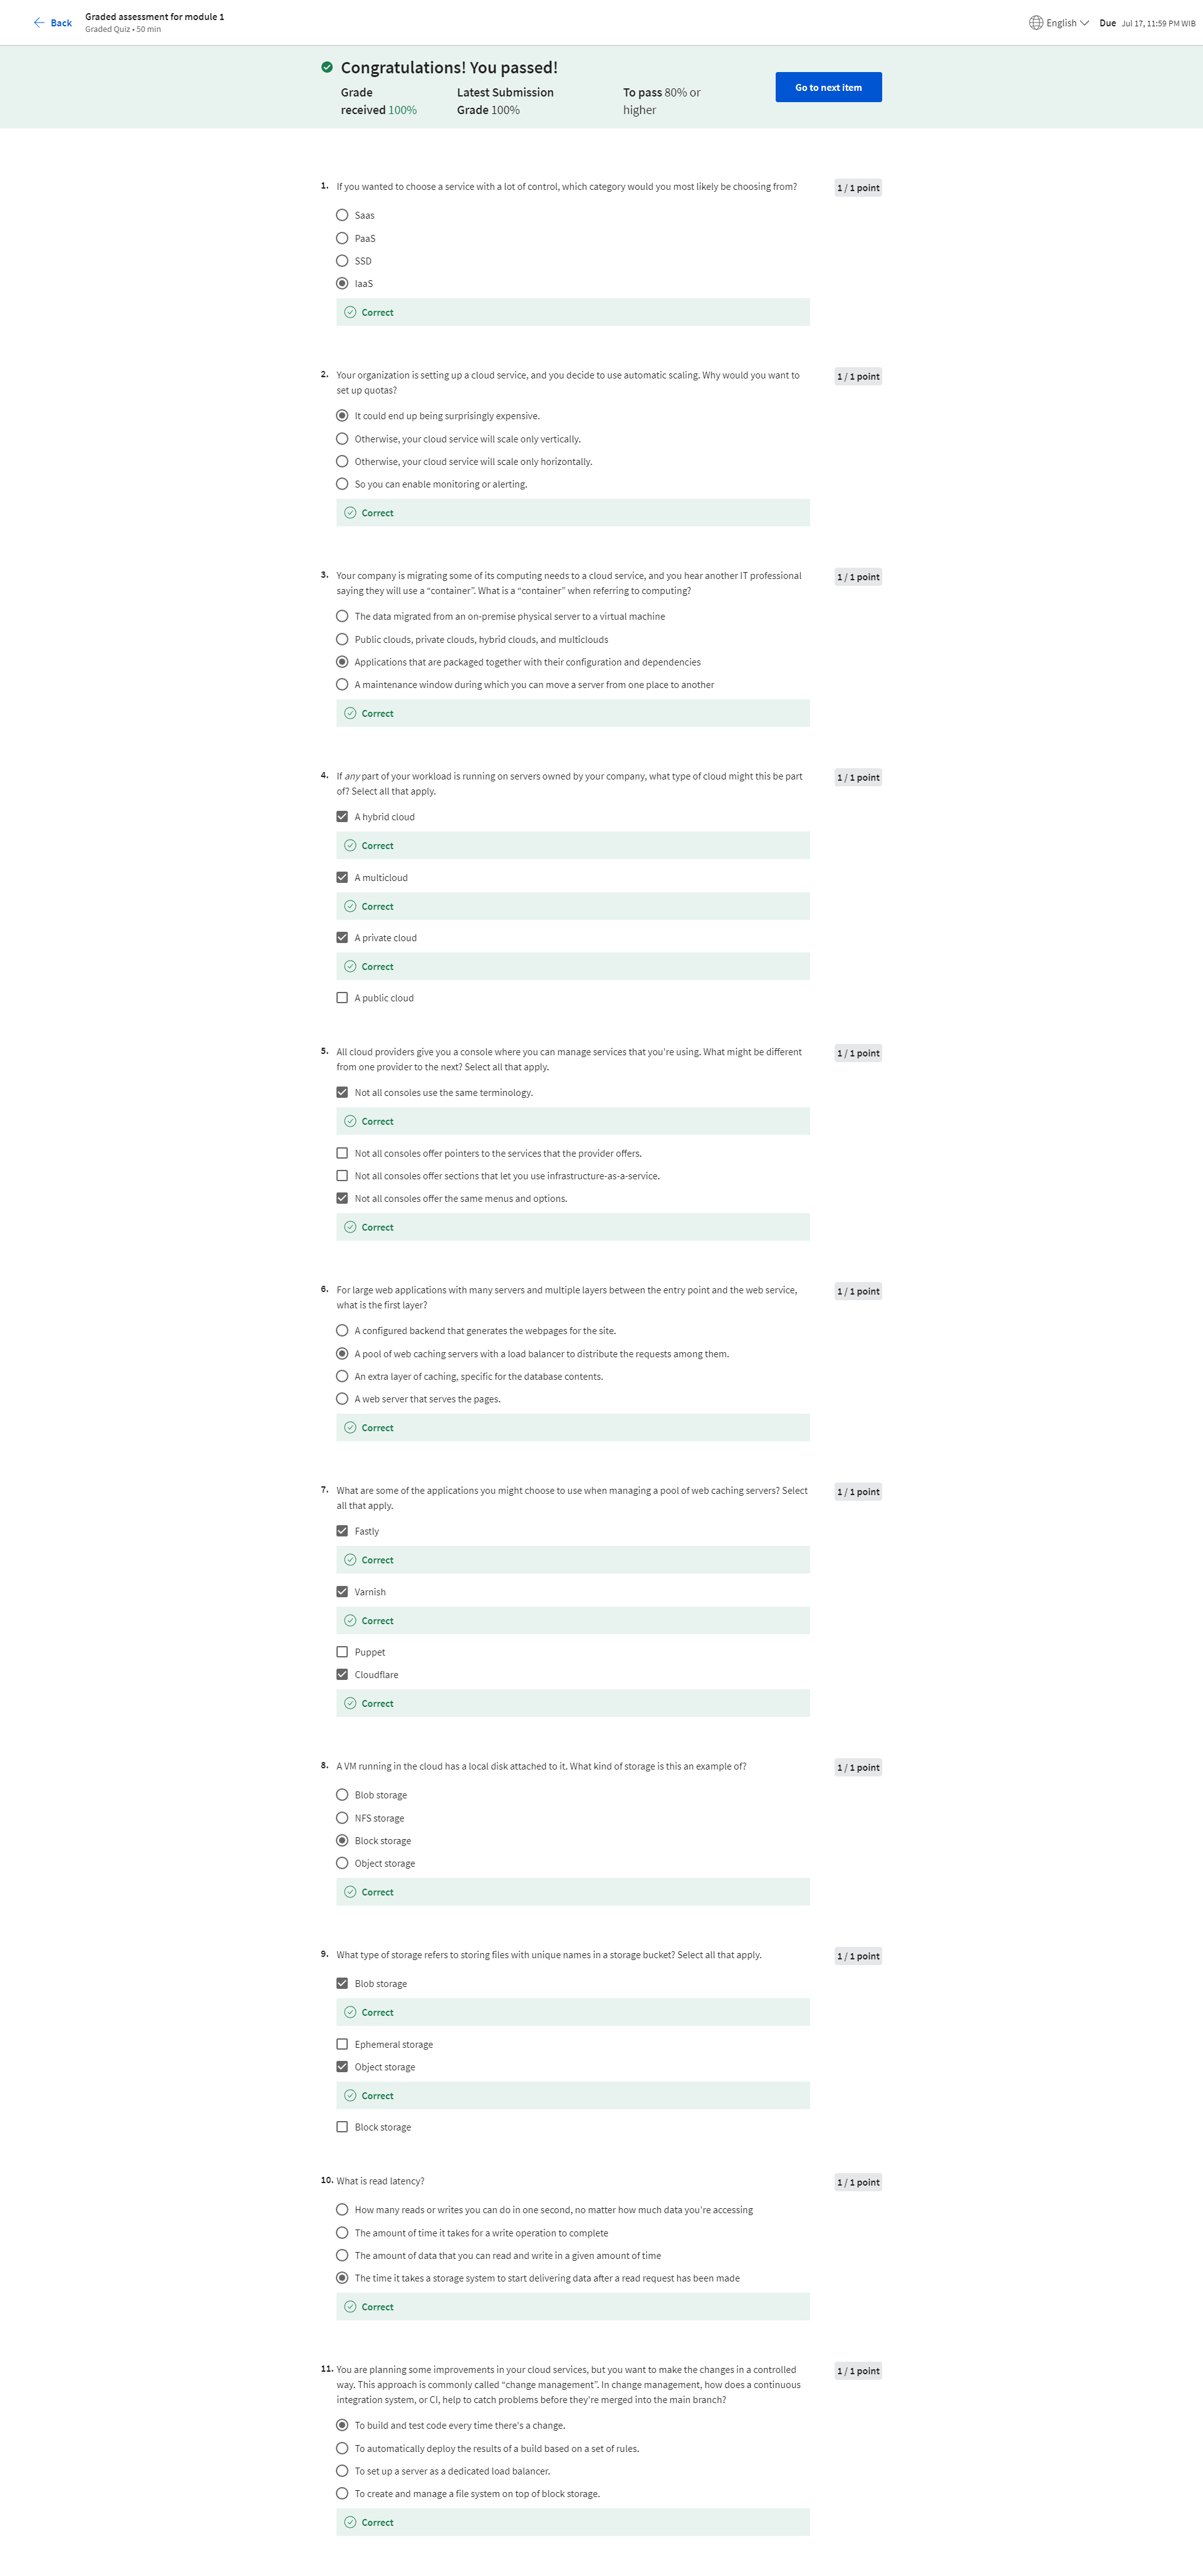 Back
Graded assessment for module 1
Graded Quiz • 50 min
English
Due Jul 17, 11:59 PM WIB
Congratulations! You passed!
Grade received 100%
Latest Submission Grade 100%
To pass 80% or higher
Go to next item
1. If you wanted to choose a service with a lot of control, which category would you most likely be choosing from?
1 / 1 point
Saas
PaaS
SSD
IaaS
Correct
2. Your organization is setting up a cloud service, and you decide to use automatic scaling. Why would you want to
set up quotas?
1 / 1 point
It could end up being surprisingly expensive.
Otherwise, your cloud service will scale only vertically.
Otherwise, your cloud service will scale only horizontally.
So you can enable monitoring or alerting.
Correct
3. Your company is migrating some of its computing needs to a cloud service, and you hear another IT professional
saying they will use a “container”. What is a “container” when referring to computing?
1 / 1 point
The data migrated from an on-premise physical server to a virtual machine
Public clouds, private clouds, hybrid clouds, and multiclouds
Applications that are packaged together with their configuration and dependencies
A maintenance window during which you can move a server from one place to another
Correct
4. If any part of your workload is running on servers owned by your company, what type of cloud might this be part
of? Select all that apply.
1 / 1 point
A hybrid cloud
Correct
A multicloud
Correct
A private cloud
Correct
A public cloud
5. All cloud providers give you a console where you can manage services that you're using. What might be different
from one provider to the next? Select all that apply.
1 / 1 point
Not all consoles use the same terminology.
Correct
Not all consoles offer pointers to the services that the provider offers.
Not all consoles offer sections that let you use infrastructure-as-a-service.
Not all consoles offer the same menus and options.
Correct
6. For large web applications with many servers and multiple layers between the entry point and the web service,
what is the first layer?
1 / 1 point
A configured backend that generates the webpages for the site.
A pool of web caching servers with a load balancer to distribute the requests among them.
An extra layer of caching, specific for the database contents.
A web server that serves the pages.
Correct
7. What are some of the applications you might choose to use when managing a pool of web caching servers? Select
all that apply.
1 / 1 point
Fastly
Correct
Varnish
Correct
Puppet
Cloudflare
Correct
8. A VM running in the cloud has a local disk attached to it. What kind of storage is this an example of?
1 / 1 point
Blob storage
NFS storage
Block storage
Object storage
Correct
9. What type of storage refers to storing files with unique names in a storage bucket? Select all that apply.
1 / 1 point
Blob storage
Correct
Ephemeral storage
Object storage
Correct
Block storage
10. What is read latency?
1 / 1 point
How many reads or writes you can do in one second, no matter how much data you're accessing
The amount of time it takes for a write operation to complete
The amount of data that you can read and write in a given amount of time
The time it takes a storage system to start delivering data after a read request has been made
Correct
11. You are planning some improvements in your cloud services, but you want to make the changes in a controlled
way. This approach is commonly called “change management”. In change management, how does a continuous
integration system, or CI, help to catch problems before they're merged into the main branch?
1 / 1 point
To build and test code every time there's a change.
To automatically deploy the results of a build based on a set of rules.
To set up a server as a dedicated load balancer.
To create and manage a file system on top of block storage.
Correct